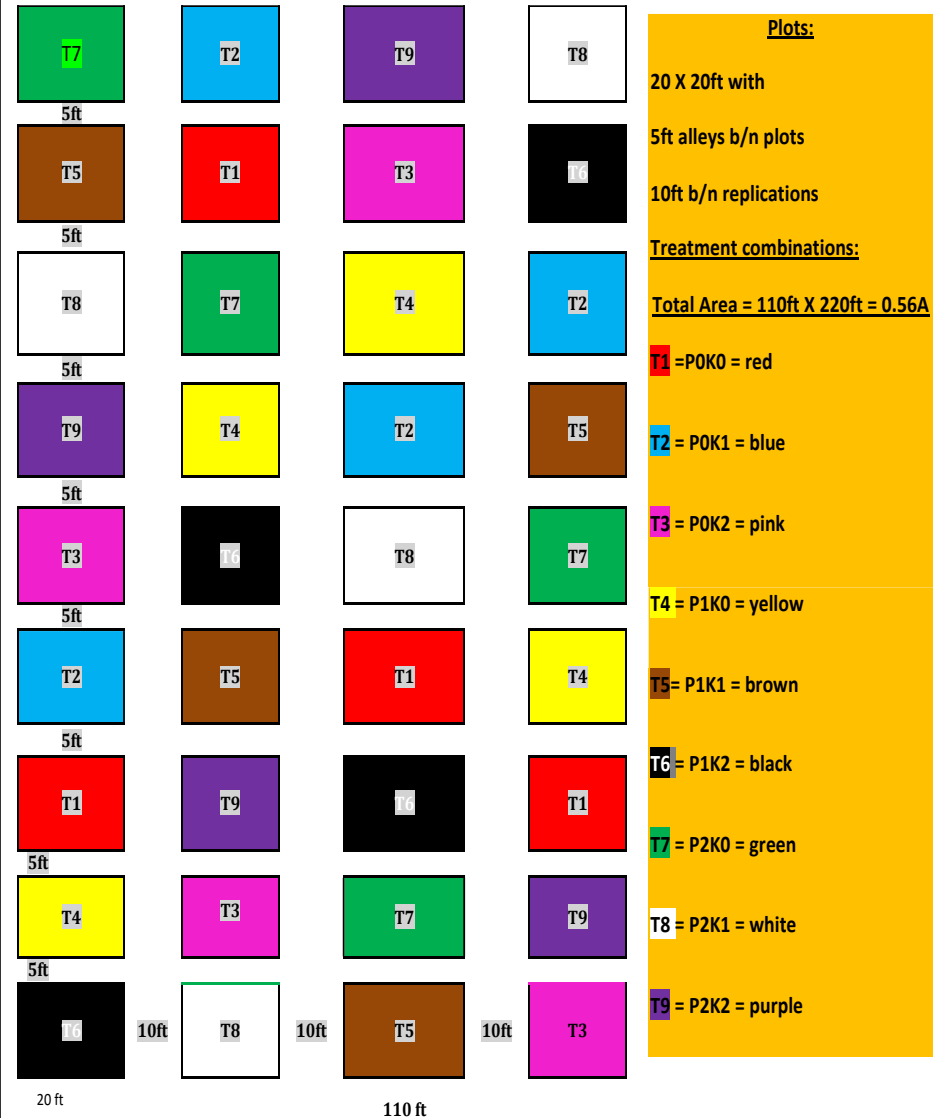 T7 T2 T9 T8
5ft
T5 T1 T3 T6
5ft
T8 T7 T4 T2
5ft
T9 T4 T2 T5
5ft
T3 T6 T8 T7
5ft
T2 T5 T1 T4
5ft
T1 T9 T6 T1
5ft
T4 T3 T7 T9
5ft
T6 10ft T8 10ft T5 10ft T3
20 ft
110 ft
Plots:
20 X 20ft with
5ft alleys b/n plots
10ft b/n replications
Treatment combinations:
Total Area = 110ft X 220ft = 0.56A
T1 =P0K0 = red
T2 = P0K1 = blue
T3 = P0K2 = pink
T4 = P1K0 = yellow
T5= P1K1 = brown
T6 = P1K2 = black
T7 = P2K0 = green
T8 = P2K1 = white
T9 = P2K2 = purple